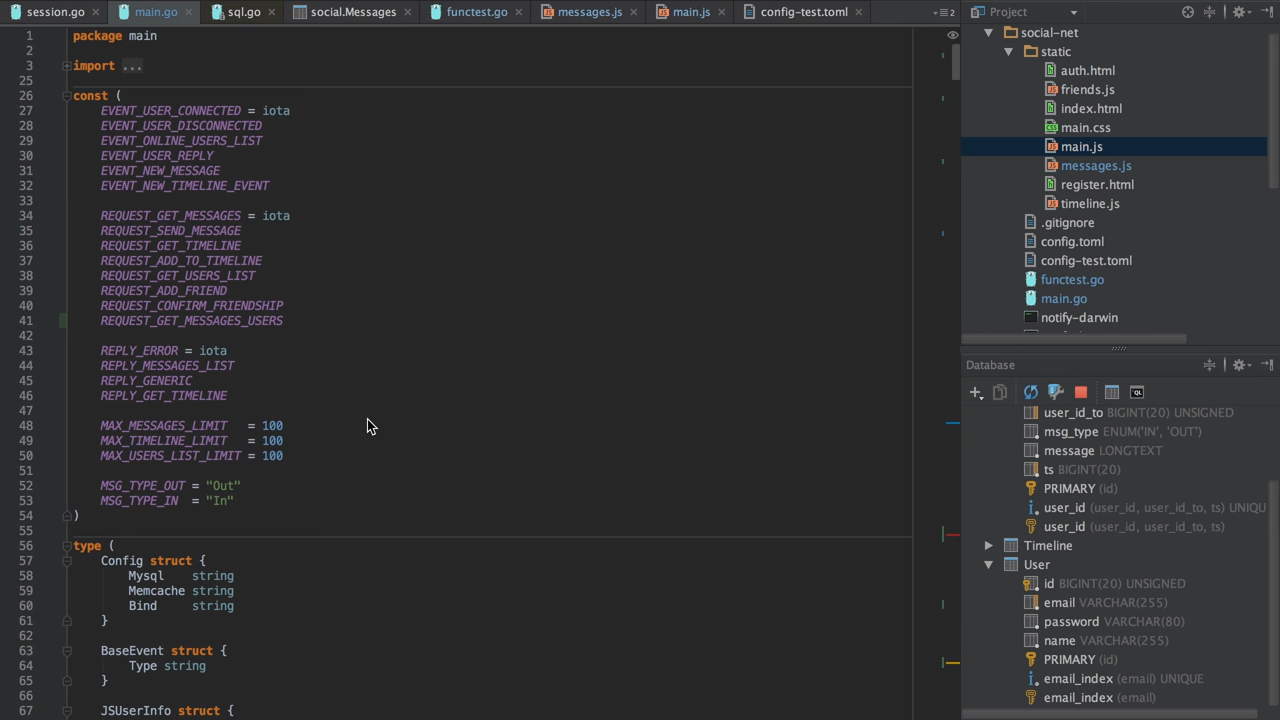 session.go main.go sql.go social.Messages functest.go messages.js main.js config-test.toml 2
1 package main
2
3 import ...
25
26 const (
27 EVENT_USER_CONNECTED = iota
28 EVENT_USER_DISCONNECTED
29 EVENT_ONLINE_USERS_LIST
30 EVENT_USER_REPLY
31 EVENT_NEW_MESSAGE
32 EVENT_NEW_TIMELINE_EVENT
33
34 REQUEST_GET_MESSAGES = iota
35 REQUEST_SEND_MESSAGE
36 REQUEST_GET_TIMELINE
37 REQUEST_ADD_TO_TIMELINE
38 REQUEST_GET_USERS_LIST
39 REQUEST_ADD_FRIEND
40 REQUEST_CONFIRM_FRIENDSHIP
41 REQUEST_GET_MESSAGES_USERS
42
43 REPLY_ERROR = iota
44 REPLY_MESSAGES_LIST
45 REPLY_GENERIC
46 REPLY_GET_TIMELINE
47
48 MAX_MESSAGES_LIMIT = 100
49 MAX_TIMELINE_LIMIT = 100
50 MAX_USERS_LIST_LIMIT = 100
51
52 MSG_TYPE_OUT = "Out"
53 MSG_TYPE_IN = "In"
54 )
55
56 type (
57 Config struct {
58 Mysql string
59 Memcache string
60 Bind string
61 }
62
63 BaseEvent struct {
64 Type string
65 }
66
67 JSUserInfo struct {
Project
social-net
static
auth.html
friends.js
index.html
main.css
main.js
messages.js
register.html
timeline.js
.gitignore
config.toml
config-test.toml
functest.go
main.go
notify-darwin
Database
QL
user_id_to BIGINT(20) UNSIGNED
msg_type ENUM('IN', 'OUT')
message LONGTEXT
ts BIGINT(20)
PRIMARY (id)
user_id (user_id, user_id_to, ts) UNIQU
user_id (user_id, user_id_to, ts)
Timeline
User
id BIGINT(20) UNSIGNED
email VARCHAR(255)
password VARCHAR(80)
name VARCHAR(255)
PRIMARY (id)
email_index (email) UNIQUE
email_index (email)